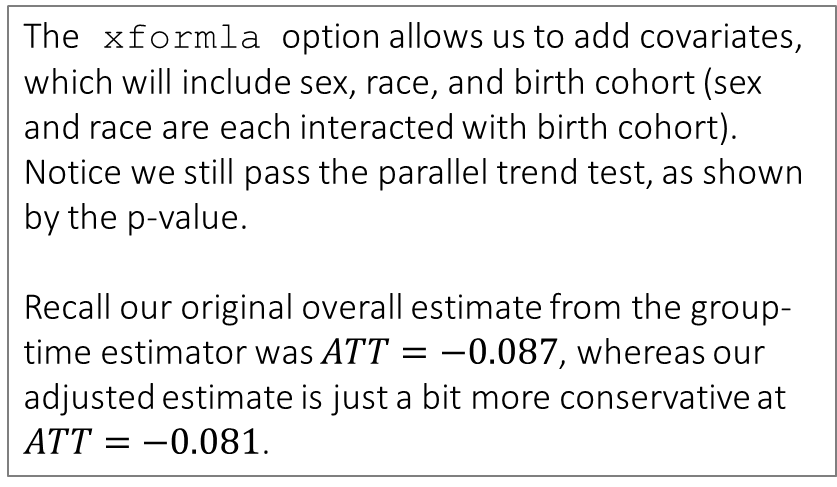 The xformla option allows us to add covariates,
which will include sex, race, and birth cohort (sex
and race are each interacted with birth cohort).
Notice we still pass the parallel trend test, as shown
by the p-value.
Recall our original overall estimate from the group-
time estimator was ATT = −0.087, whereas our
adjusted estimate is just a bit more conservative at
ATT = −0.081.